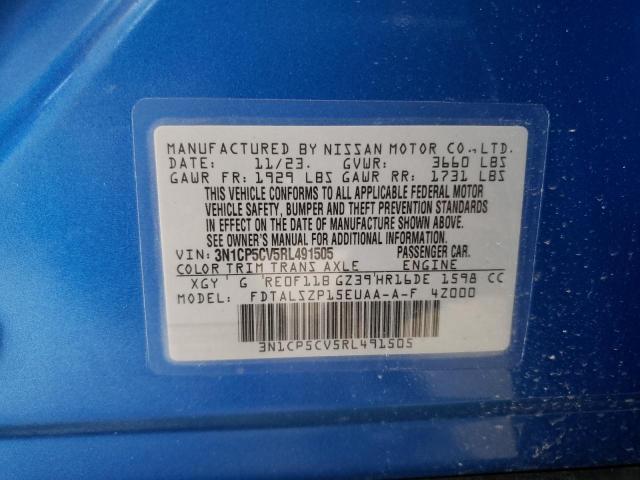 MANUFACTURED BY NISSAN MOTOR CO., LTD.
DATE: 11/23. GVWR: 3660 LBS
GAWR FR: 1929 LBS GAWR RR: 1731 LBS
THIS VEHICLE CONFORMS TO ALL APPLICABLE FEDERAL MOTOR
VEHICLE SAFETY, BUMPER AND THEFT PREVENTION STANDARDS
IN EFFECT ON THE DATE OF MANUFACTURE SHOWN ABOVE.
SEE OWNER'S MANUAL FOR ADDITIONAL INFORMATION.
VIN: 3N1CP5CV5RL491505 PASSENGER CAR.
COLOR TRIM TRANS AXLE ENGINE
XGY' G 'RE0F11B GZ39'HR16DE 1598 CC
MODEL: FDTALSZP15EUAA-A-F 4Z000
3N1CP5CV5RL491505